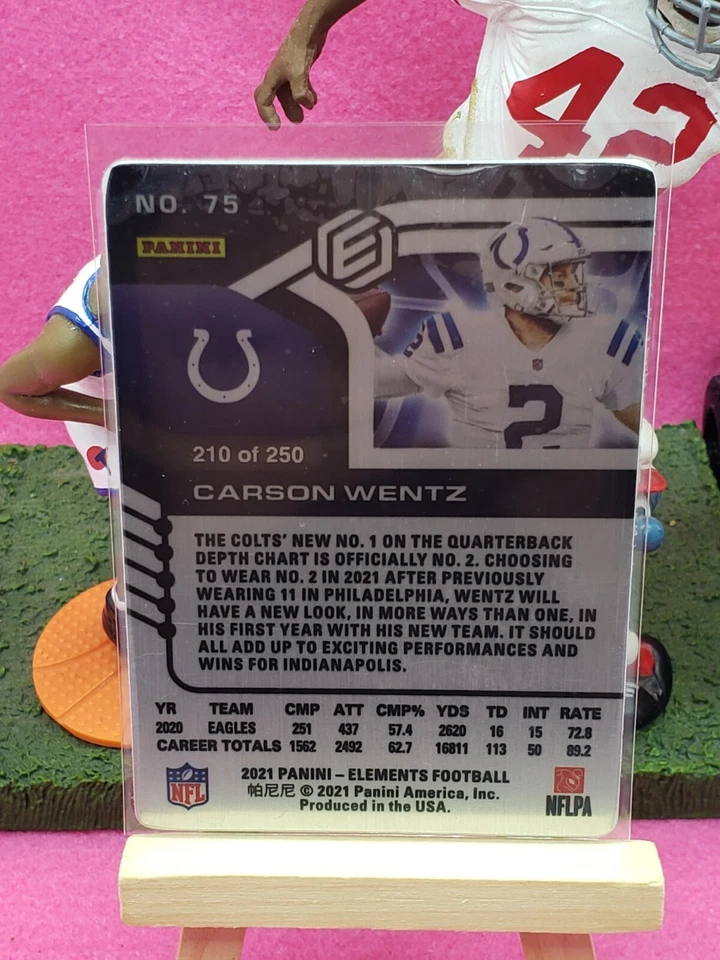 42
NO. 75
PANINI
E
2
2
210 of 250
CARSON WENTZ
THE COLTS' NEW NO. 1 ON THE QUARTERBACK
DEPTH CHART IS OFFICIALLY NO. 2. CHOOSING
TO WEAR NO. 2 IN 2021 AFTER PREVIOUSLY
WEARING 11 IN PHILADELPHIA, WENTZ WILL
HAVE A NEW LOOK, IN MORE WAYS THAN ONE, IN
HIS FIRST YEAR WITH HIS NEW TEAM. IT SHOULD
ALL ADD UP TO EXCITING PERFORMANCES AND
WINS FOR INDIANAPOLIS.
YR TEAM CMP ATT CMP% YDS TD INT RATE
2020 EAGLES 251 437 57.4 2620 16 15 72.8
CAREER TOTALS 1562 2492 62.7 16811 113 50 89.2
NFL
2021 PANINI – ELEMENTS FOOTBALL
帕尼尼 © 2021 Panini America, Inc.
Produced in the USA.
NFLPA